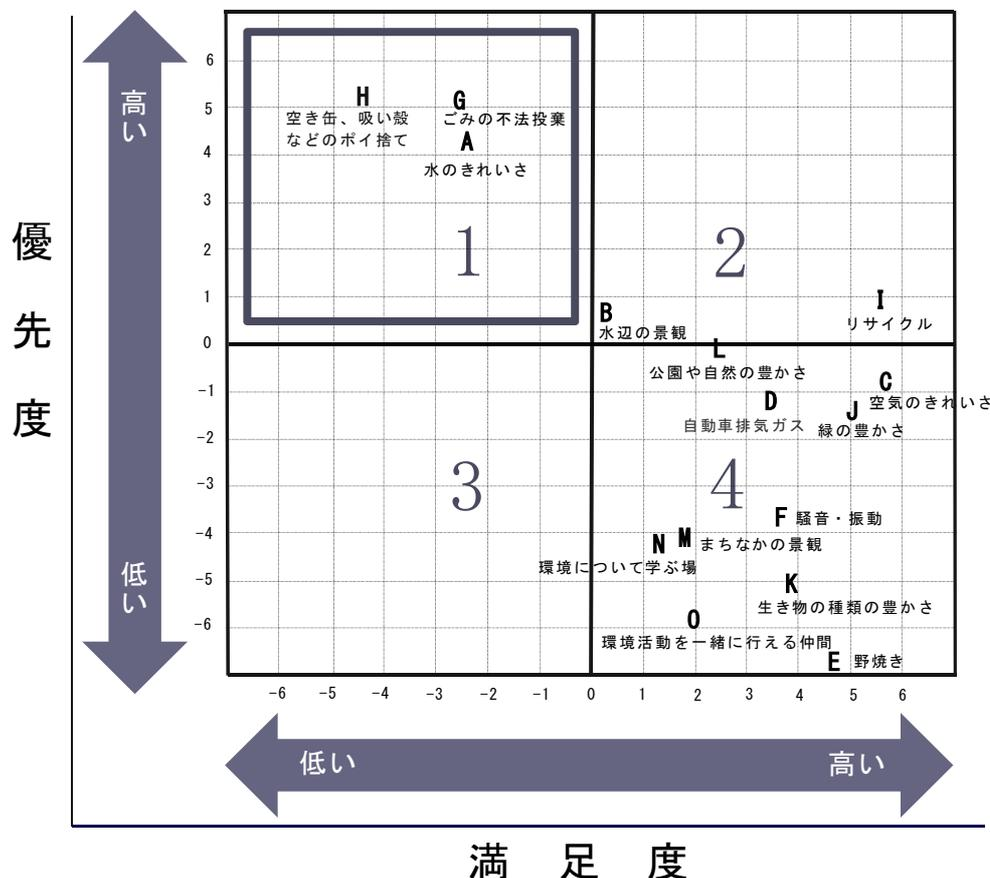 優先度
高い
低い
6
5
4
3
2
1
0
-1
-2
-3
-4
-5
-6
H
空き缶、吸い殻
などのポイ捨て
G
ごみの不法投棄
A
水のきれいさ
1
2
I
リサイクル
B
水辺の景観
L
公園や自然の豊かさ
C
空気のきれいさ
D
自動車排気ガス
J
緑の豊かさ
3
4
F 騒音・振動
M まちなかの景観
N
環境について学ぶ場
K
生き物の種類の豊かさ
O
環境活動を一緒に行える仲間
E 野焼き
-6 -5 -4 -3 -2 -1 0 1 2 3 4 5 6
低い 高い
満足度